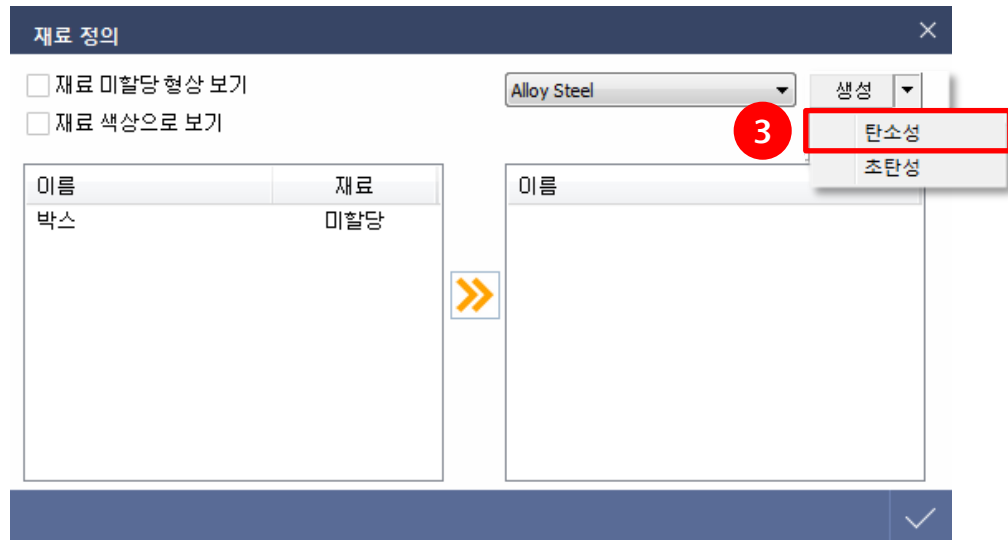 재료 정의
재료 미할당 형상 보기
재료 색상으로 보기
Alloy Steel
생성
3
탄소성
초탄성
이름 재료
박스 미할당
이름